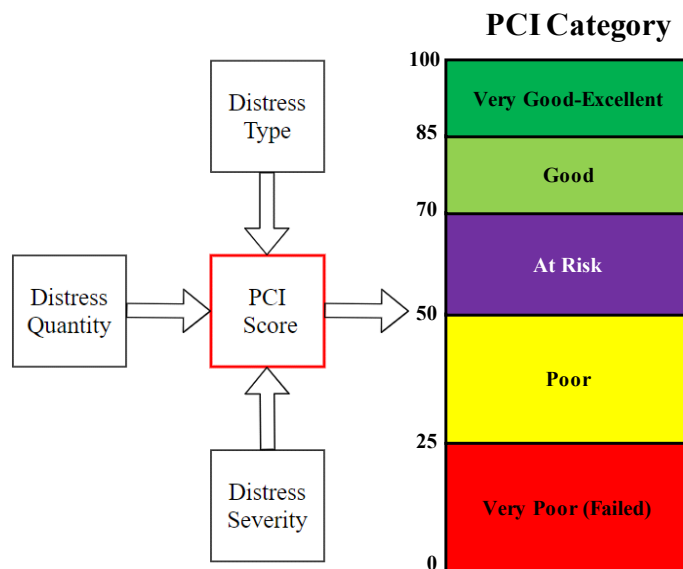 PCI Category
100
Distress
Type
Very Good-Excellent
85
Good
70
At Risk
Distress
Quantity
PCI
Score
50
Poor
25
Distress
Severity
Very Poor (Failed)
0